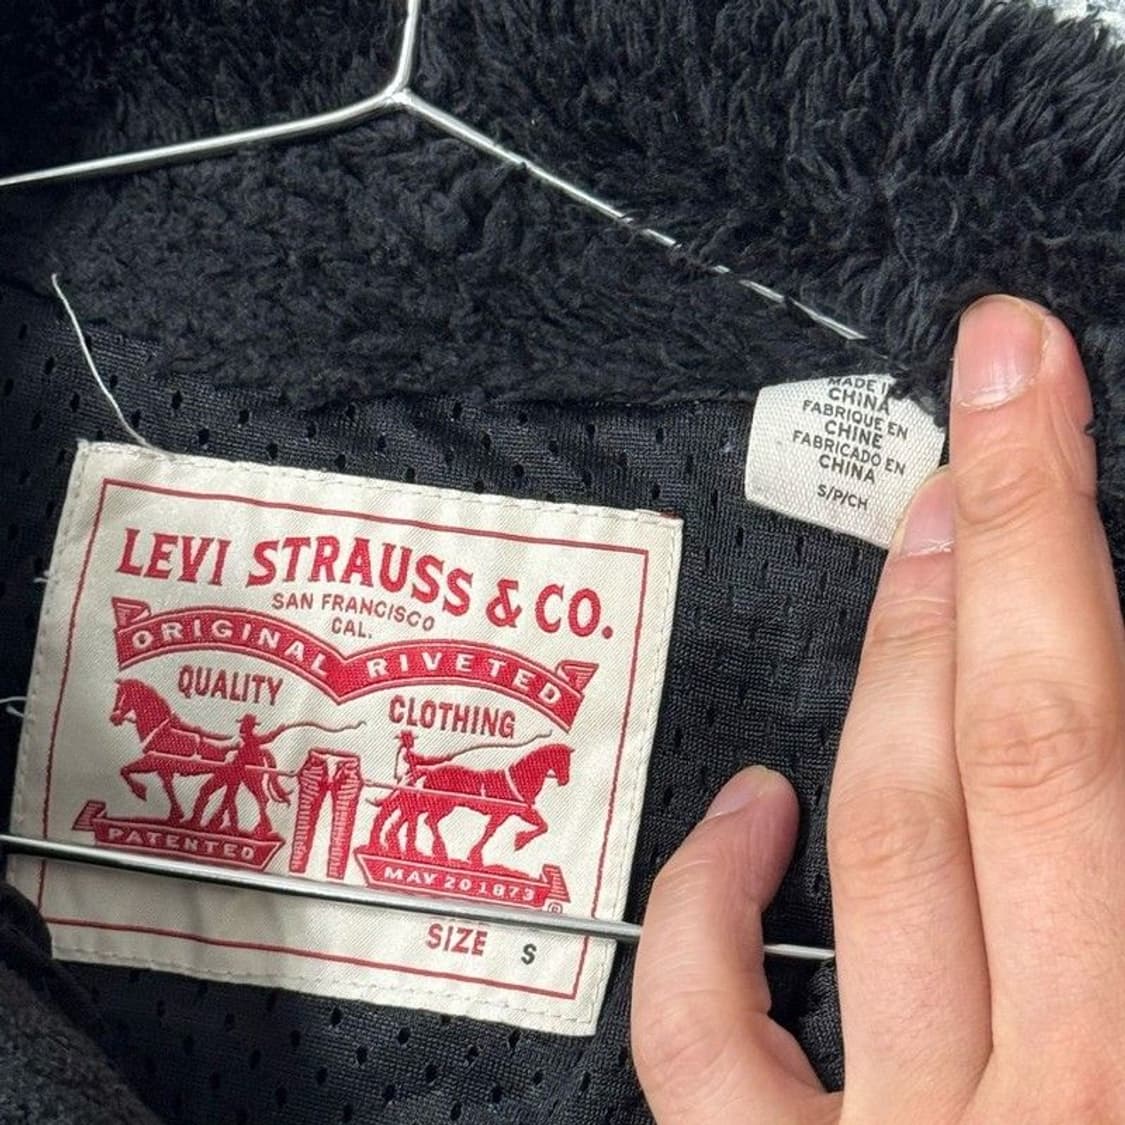 MADE IN
CHINA
FABRIQUE EN
CHINE
FABRICADO EN
CHINA
S/P/CH
LEVI STRAUSS & CO.
SAN FRANCISCO
CAL.
ORIGINAL RIVETED
QUALITY CLOTHING
PATENTED MAY 20 1873
®
SIZE S